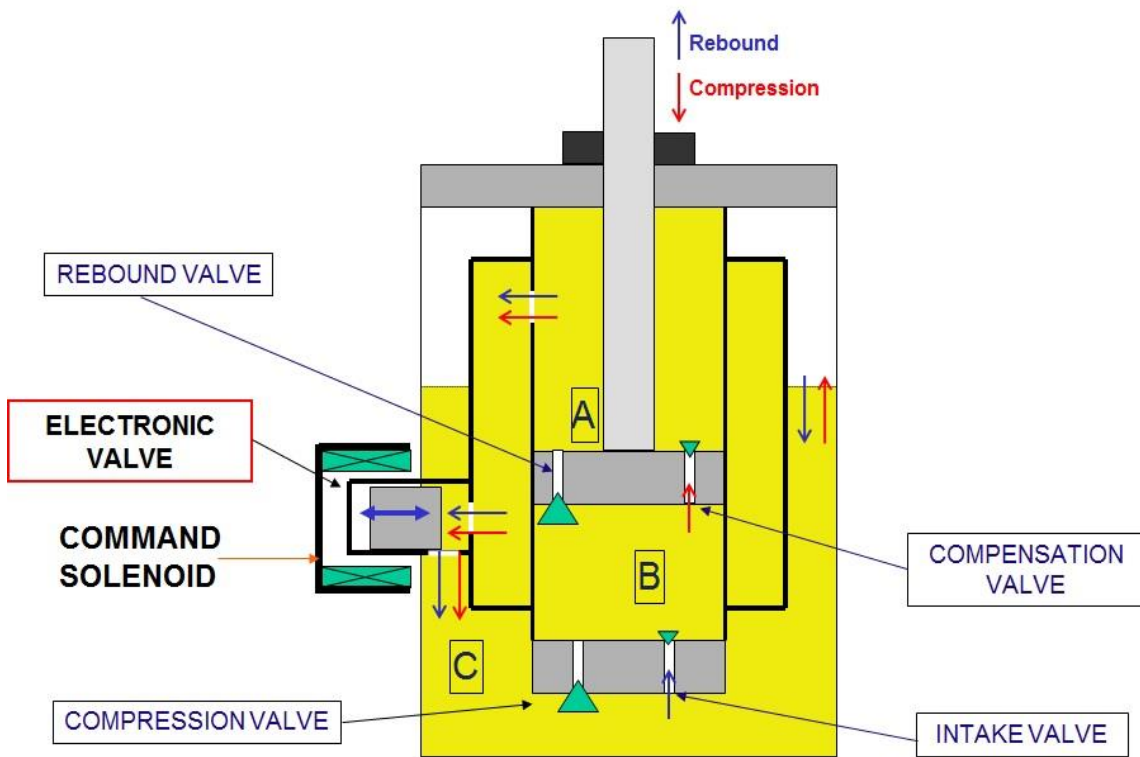 Rebound
Compression
REBOUND VALVE
A
ELECTRONIC
VALVE
COMMAND
SOLENOID
B
COMPENSATION
VALVE
C
COMPRESSION VALVE
INTAKE VALVE